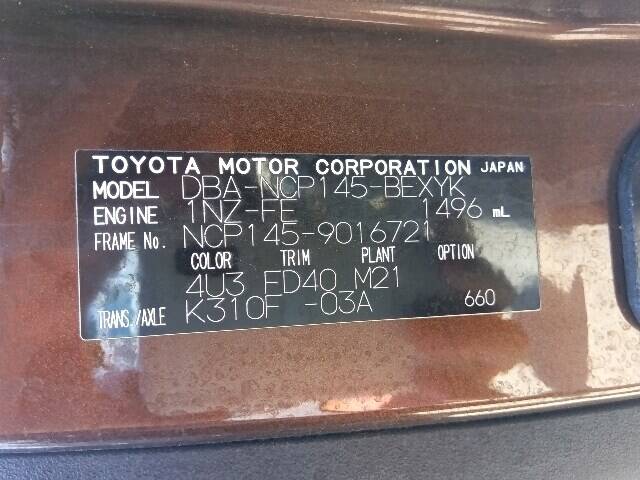 TOYOTA MOTOR CORPORATION JAPAN
MODEL DBA-NCP145-BEXYK
ENGINE 1NZ-FE 1496 mL
FRAME No. NCP145-9016721
COLOR TRIM PLANT OPTION
4U3 FD40 M21
TRANS./AXLE K310F -03A 660